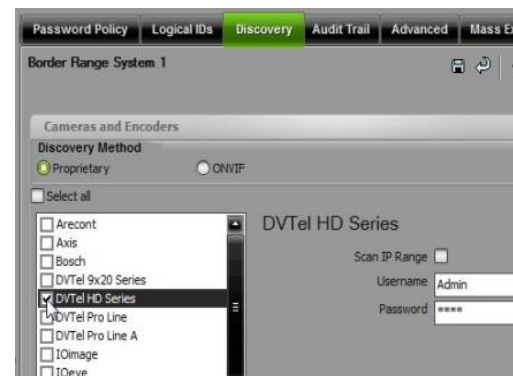 Password Policy Logical IDs Discovery Audit Trail Advanced Mass
Border Range System 1
Cameras and Encoders
Discovery Method
Proprietary ONVIF
Select all
Arecont
Axis
Bosch
DVTel 9x20 Series
DVTel HD Series
DVTel Pro Line
DVTel Pro Line A
IOimage
IQeye
DVTel HD Series
Scan IP Range
Username Admin
Password ****